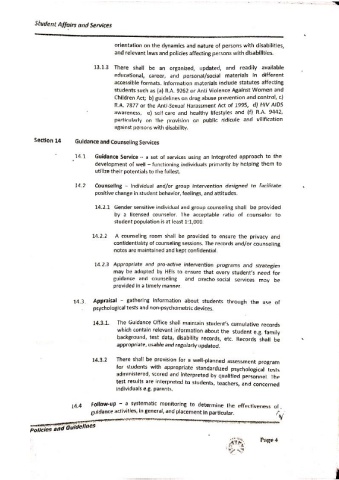 Student Affairs and Services
orientation on the dynamics and nature of persons with disabilities,
and relevant laws and policies affecting persons with disabilities.
13.1.3 There shall be an organized, updated, and readily available
educational, career, and personal/social materials in different
accessible formats. Information materials include statutes affecting
students such as (a) R.A. 9262 or Anti Violence Against Women and
Children Act; b) guidelines on drug abuse prevention and control, c)
R.A. 7877 or the Anti-Sexual Harassment Act of 1995, d) HIV AIDS
awareness, e) self-care and healthy lifestyles and (f) R.A. 9442,
particularly on the provision on public ridicule and vilification
against persons with disability.
Section 14 Guidance and Counseling Services
14.1 Guidance Service – a set of services using an integrated approach to the
development of well – functioning individuals primarily by helping them to
utilize their potentials to the fullest.
14.2 Counseling – Individual and/or group intervention designed to facilitate
positive change in student behavior, feelings, and attitudes.
14.2.1 Gender sensitive individual and group counseling shall be provided
by a licensed counselor. The acceptable ratio of counselor to
student population is at least 1:1,000.
14.2.2 A counseling room shall be provided to ensure the privacy and
confidentiality of counseling sessions. The records and/or counseling
notes are maintained and kept confidential.
14.2.3 Appropriate and pro-active intervention programs and strategies
may be adopted by HEIs to ensure that every student's need for
guidance and counseling and psycho-social services may be
provided in a timely manner.
14.3 Appraisal – gathering information about students through the use of
psychological tests and non-psychometric devices.
14.3.1. The Guidance Office shall maintain student's cumulative records
which contain relevant information about the student e.g. family
background, test data, disability records, etc. Records shall be
appropriate, usable and regularly updated.
14.3.2 There shall be provision for a well-planned assessment program
for students with appropriate standardized psychological tests
administered, scored and interpreted by qualified personnel. The
test results are interpreted to students, teachers, and concerned
individuals e.g. parents.
14.4 Follow-up – a systematic monitoring to determine the effectiveness of
guidance activities, in general, and placement in particular.
Policies and Guidelines
Page 4